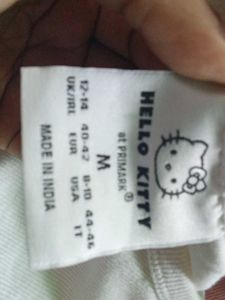 HELLO KITTY
at PRIMARK®
M
12-14 40-42 8-10 44-46
UK/IRL EUR USA IT
MADE IN INDIA